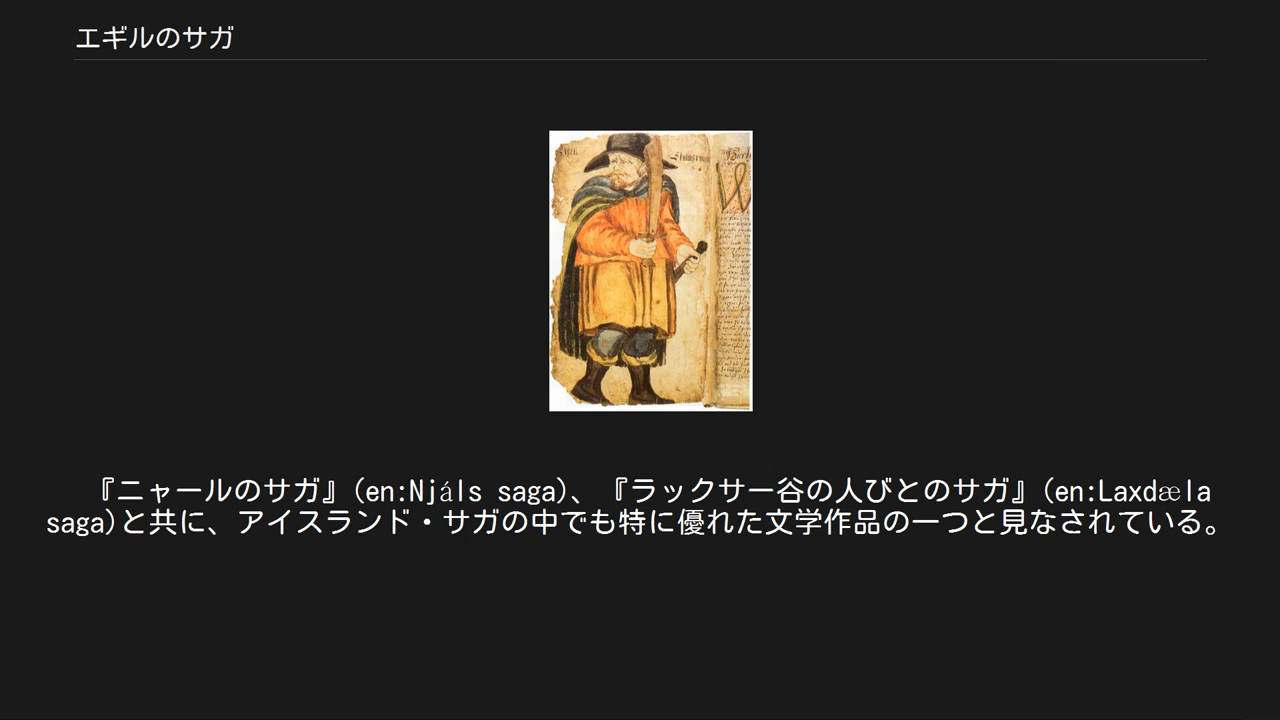 エギルのサガ
『ニャールのサガ』(en:Njáls saga)、『ラックサー谷の人びとのサガ』(en:Laxdæla
saga)と共に、アイスランド・サガの中でも特に優れた文学作品の一つと見なされている。